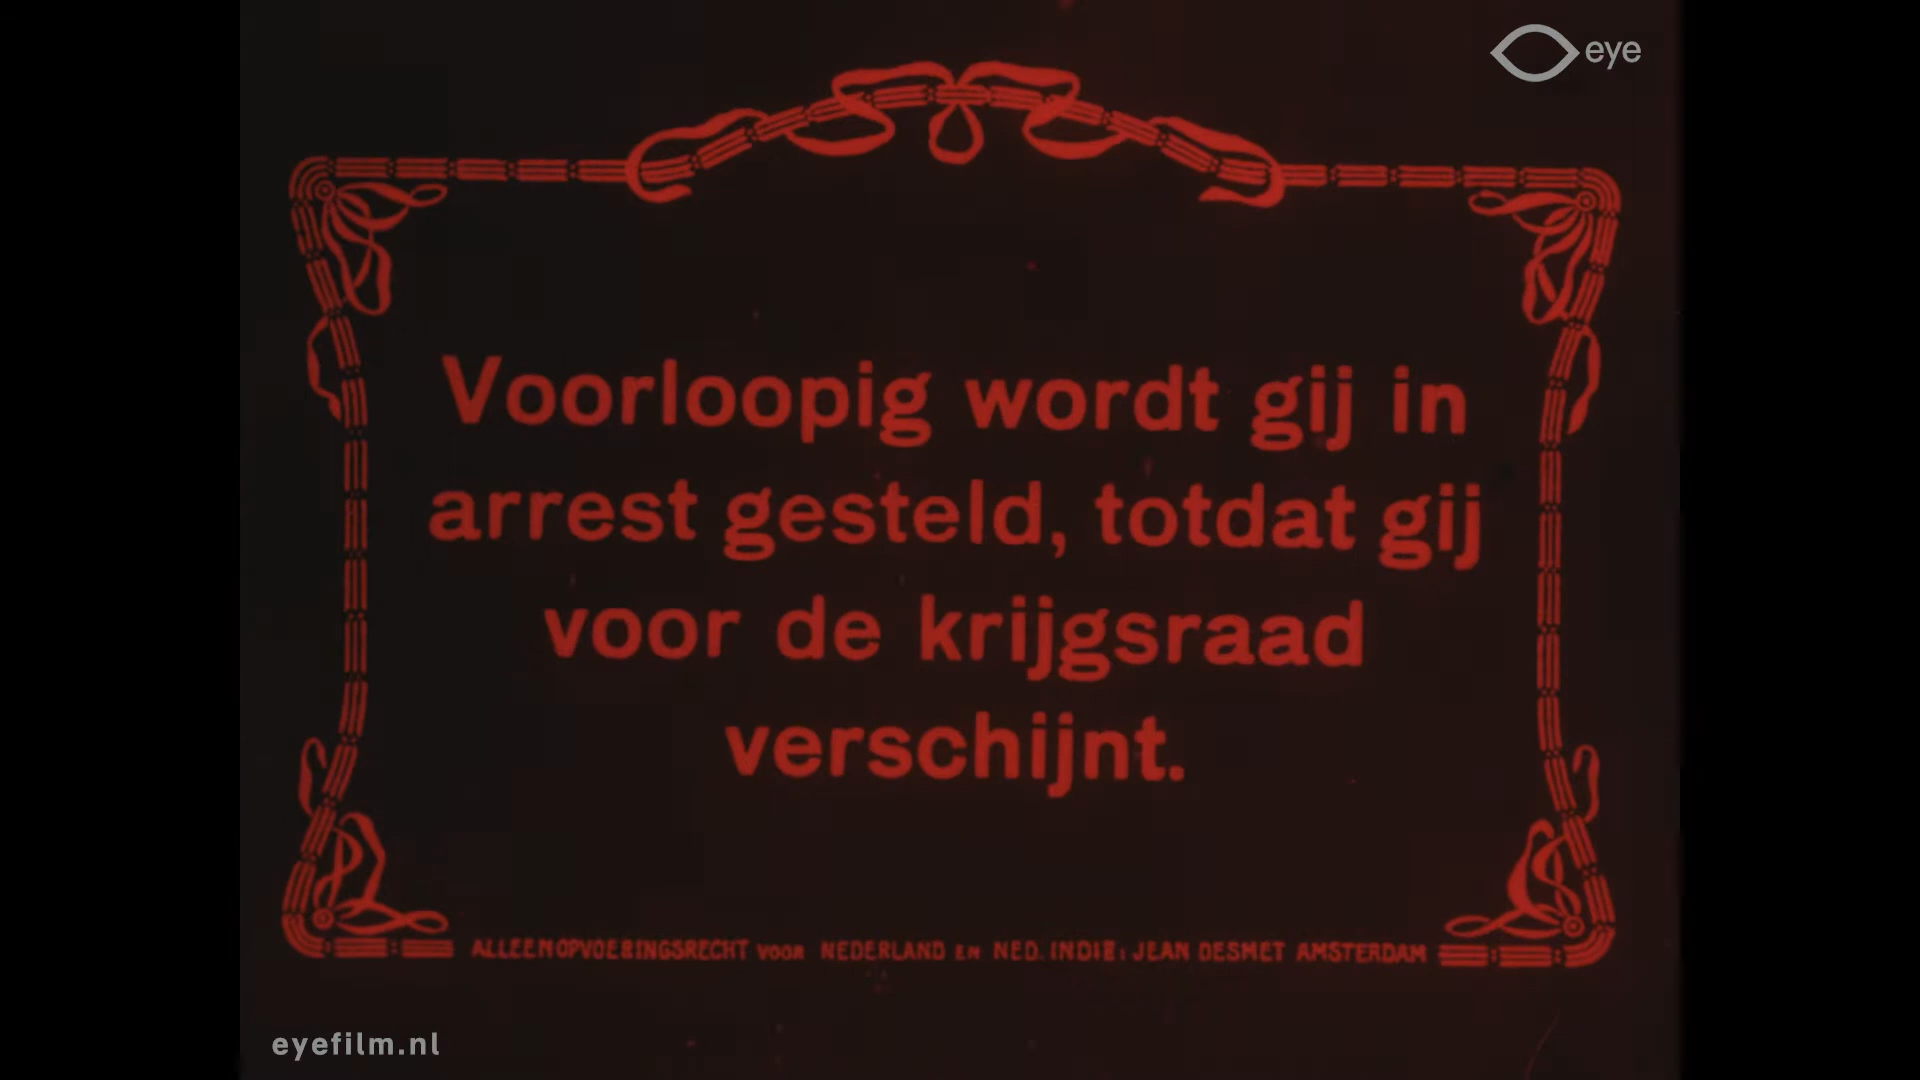 eye
Voorloopig wordt gij in
arrest gesteld, totdat gij
voor de krijgsraad
verschijnt.
ALLEENOPVOERINGSRECHT VOOR NEDERLAND EN NED. INDIË: JEAN DESMET AMSTERDAM
eyefilm.nl